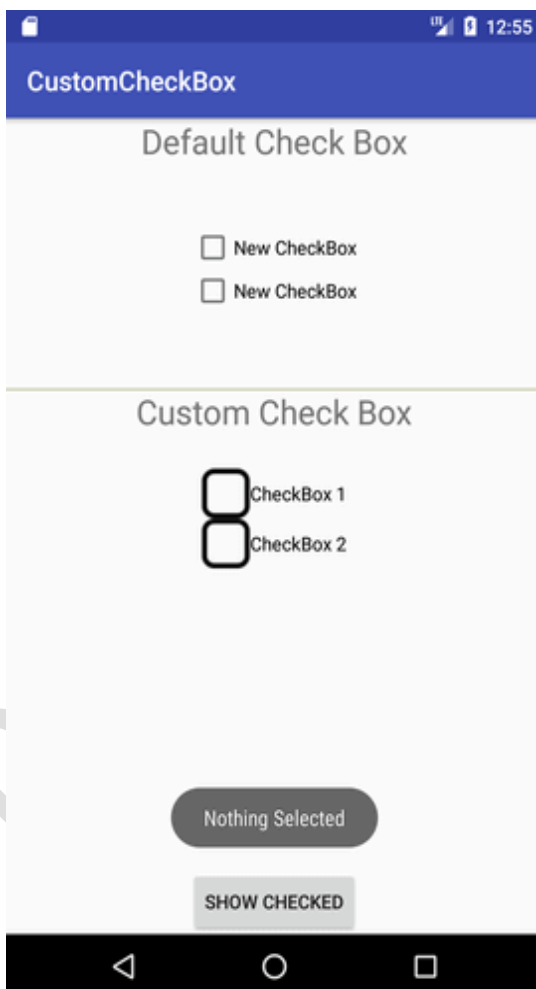 12:55
CustomCheckBox
Default Check Box
New CheckBox
New CheckBox
Custom Check Box
CheckBox 1
CheckBox 2
Nothing Selected
SHOW CHECKED